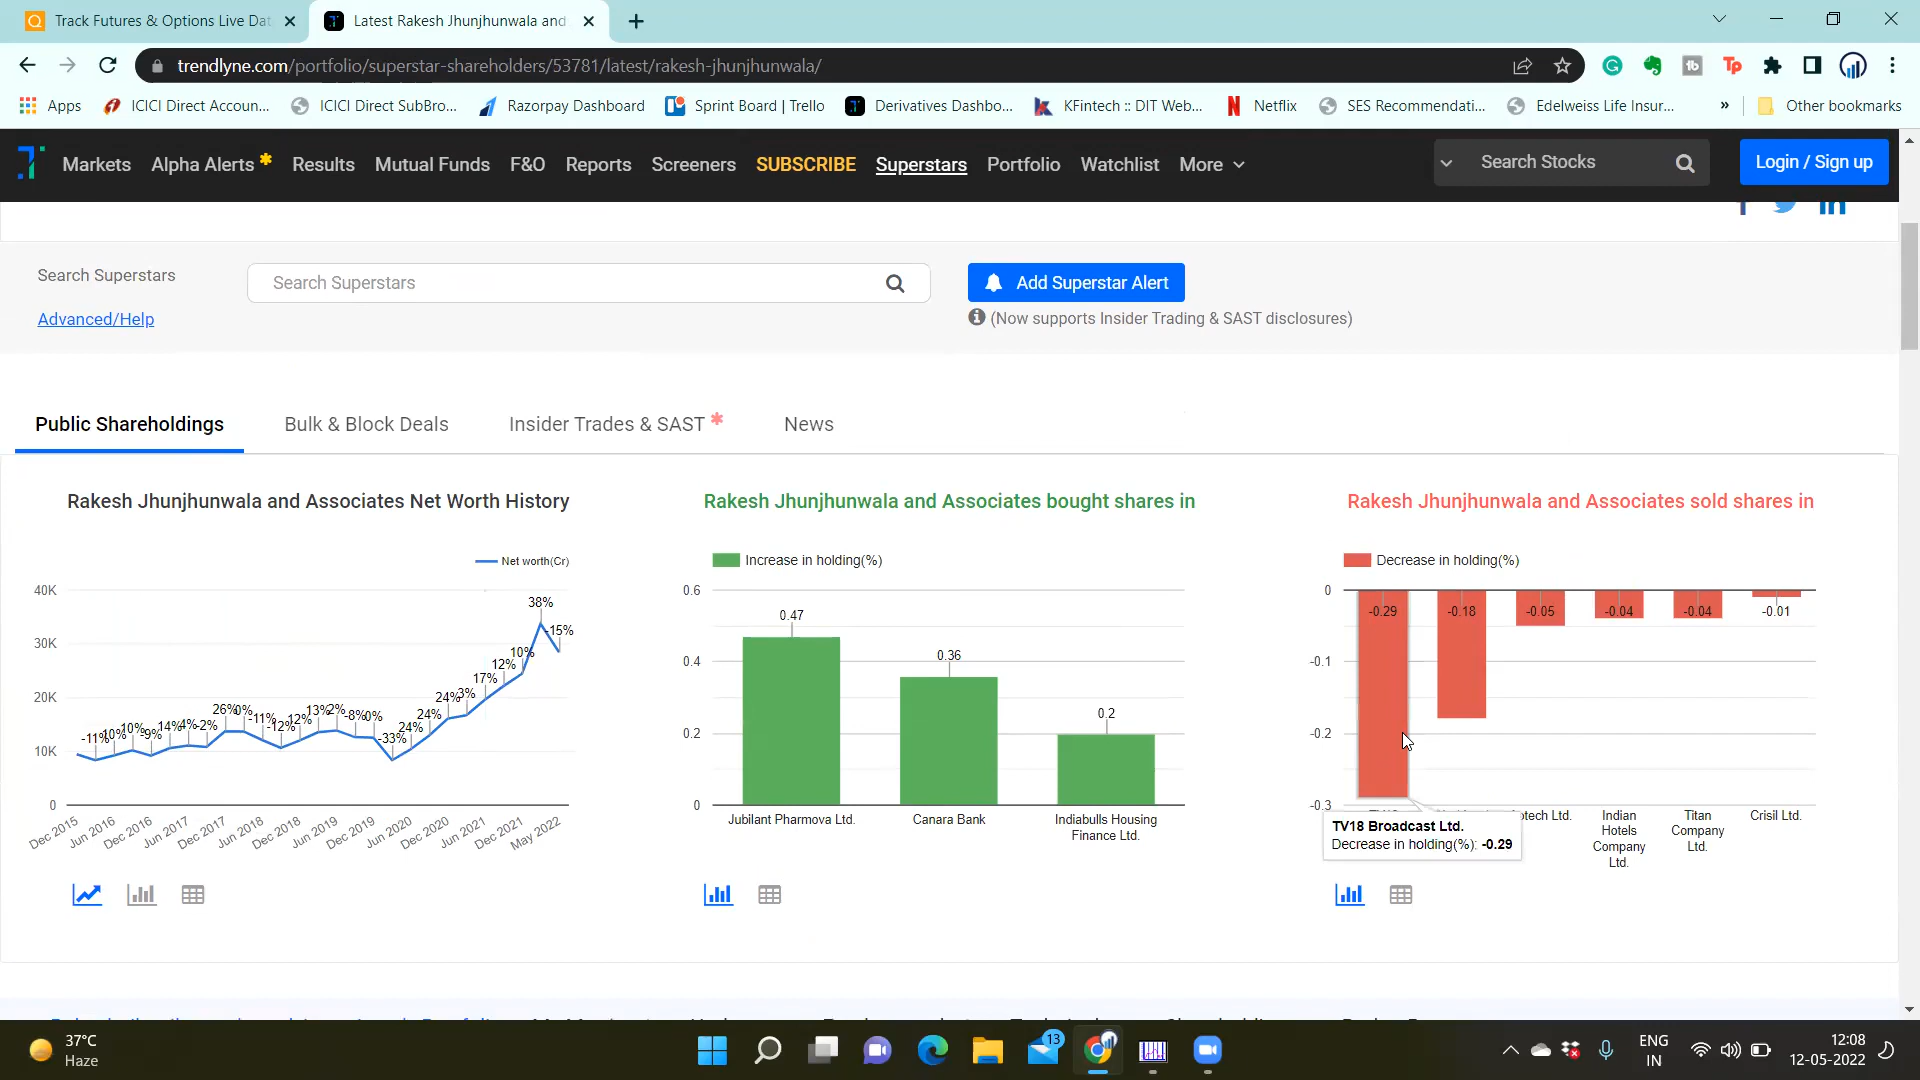 Track Futures & Options Live Dat
Latest Rakesh Jhunjhunwala and
trendlyne.com/portfolio/superstar-shareholders/53781/latest/rakesh-jhunjhunwala/
Apps ICICI Direct Accoun... ICICI Direct SubBro... Razorpay Dashboard Sprint Board | Trello Derivatives Dashbo... KFintech :: DIT Web... Netflix SES Recommendati... Edelweiss Life Insur... » Other bookmarks
Markets Alpha Alerts Results Mutual Funds F&O Reports Screeners SUBSCRIBE Superstars Portfolio Watchlist More Search Stocks Login / Sign up
Search Superstars
Search Superstars
Add Superstar Alert
Advanced/Help
(Now supports Insider Trading & SAST disclosures)
Public Shareholdings Bulk & Block Deals Insider Trades & SAST * News
Rakesh Jhunjhunwala and Associates Net Worth History
Net worth(Cr)
40K
30K
20K
10K
0
-11% 10% 10% -9% 14% 4% -2% 26% 0% -11% -12% 12% 13% 2% -8% 0% -33% 24% 24% 24% 3% 17% 12% 10% 38% -15%
Dec 2015 Jun 2016 Dec 2016 Jun 2017 Dec 2017 Jun 2018 Dec 2018 Jun 2019 Dec 2019 Jun 2020 Dec 2020 Jun 2021 Dec 2021 May 2022
Rakesh Jhunjhunwala and Associates bought shares in
Increase in holding(%)
0.6
0.4
0.2
0
0.47
0.36
0.2
Jubilant Pharmova Ltd.
Canara Bank
Indiabulls Housing
Finance Ltd.
Rakesh Jhunjhunwala and Associates sold shares in
Decrease in holding(%)
0
-0.1
-0.2
-0.3
-0.29 -0.18 -0.05 -0.04 -0.04 -0.01
otech Ltd.
Indian
Hotels
Company
Ltd.
Titan
Company
Ltd.
Crisil Ltd.
TV18 Broadcast Ltd.
Decrease in holding(%): -0.29
37°C
Haze
13
ENG
IN
12:08
12-05-2022